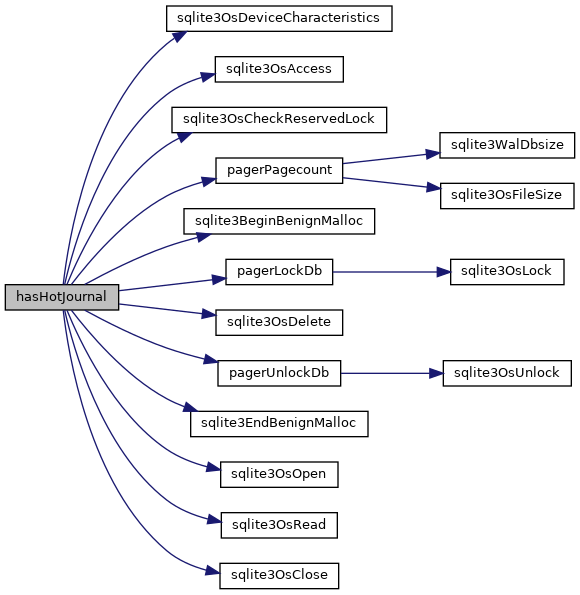 sqlite3OsDeviceCharacteristics
sqlite3OsAccess
sqlite3OsCheckReservedLock
sqlite3WalDbsize
pagerPagecount
sqlite3OsFileSize
sqlite3BeginBenignMalloc
pagerLockDb
sqlite3OsLock
hasHotJournal
sqlite3OsDelete
pagerUnlockDb
sqlite3OsUnlock
sqlite3EndBenignMalloc
sqlite3OsOpen
sqlite3OsRead
sqlite3OsClose